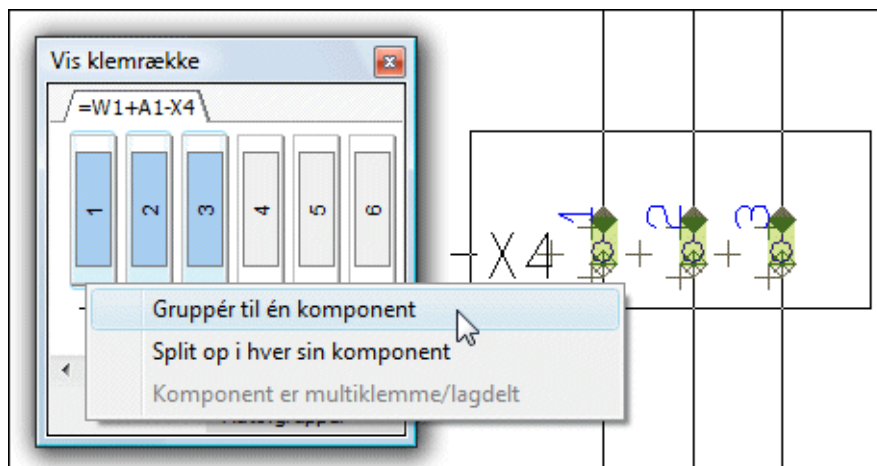 Vis klemrække
=W1+A1-X4
1 2 3 4 5 6
1 2 3
X4
Gruppér til én komponent
Split op i hver sin komponent
Komponent er multiklemme/lagdelt